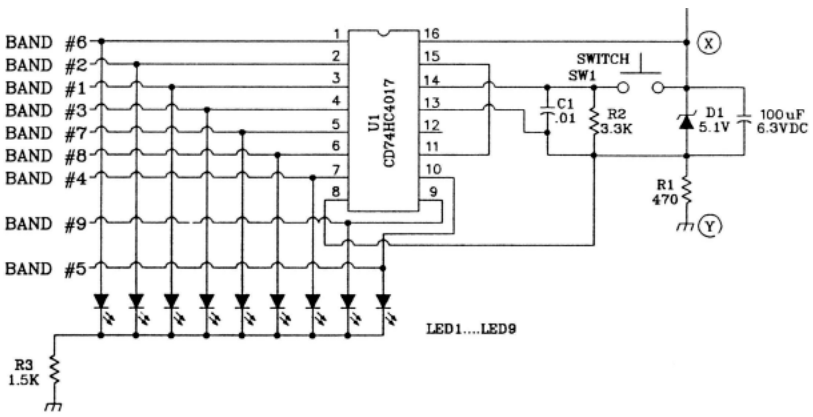 BAND #6
BAND #2
BAND #1
BAND #3
BAND #7
BAND #8
BAND #4
BAND #9
BAND #5
1
2
3
4
5
6
7
8
16
15
14
13
12
11
10
9
U1
CD74HC4017
C1
.01
R2
3.3K
SWITCH
SW1
X
D1
5.1V
100uF
6.3VDC
R1
470
Y
LED1....LED9
R3
1.5K